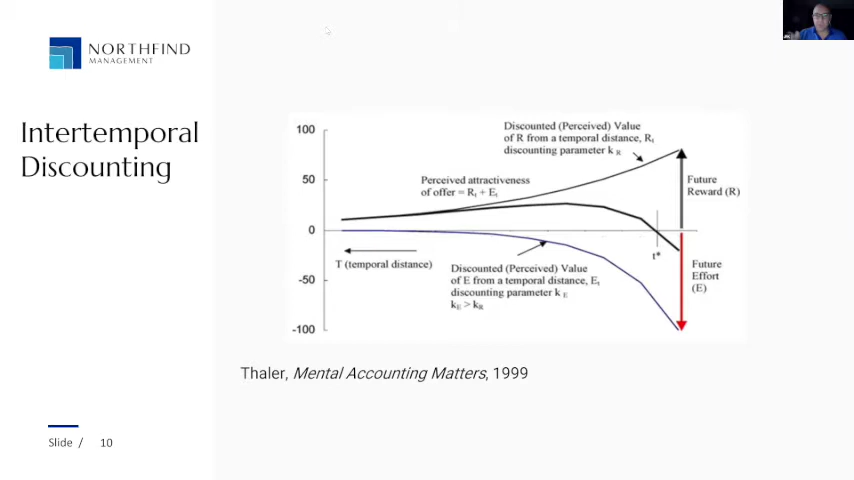 NORTHFIND
MANAGEMENT
Intertemporal
Discounting
100
50
0
-50
-100
Discounted (Perceived) Value
of R from a temporal distance, Rt
discounting parameter k R
Perceived attractiveness
of offer = Rt + Et
Future
Reward (R)
t*
T (temporal distance)
Discounted (Perceived) Value
of E from a temporal distance, Et
discounting parameter k E
kE > kR
Future
Effort
(E)
Thaler, Mental Accounting Matters, 1999
Slide / 10